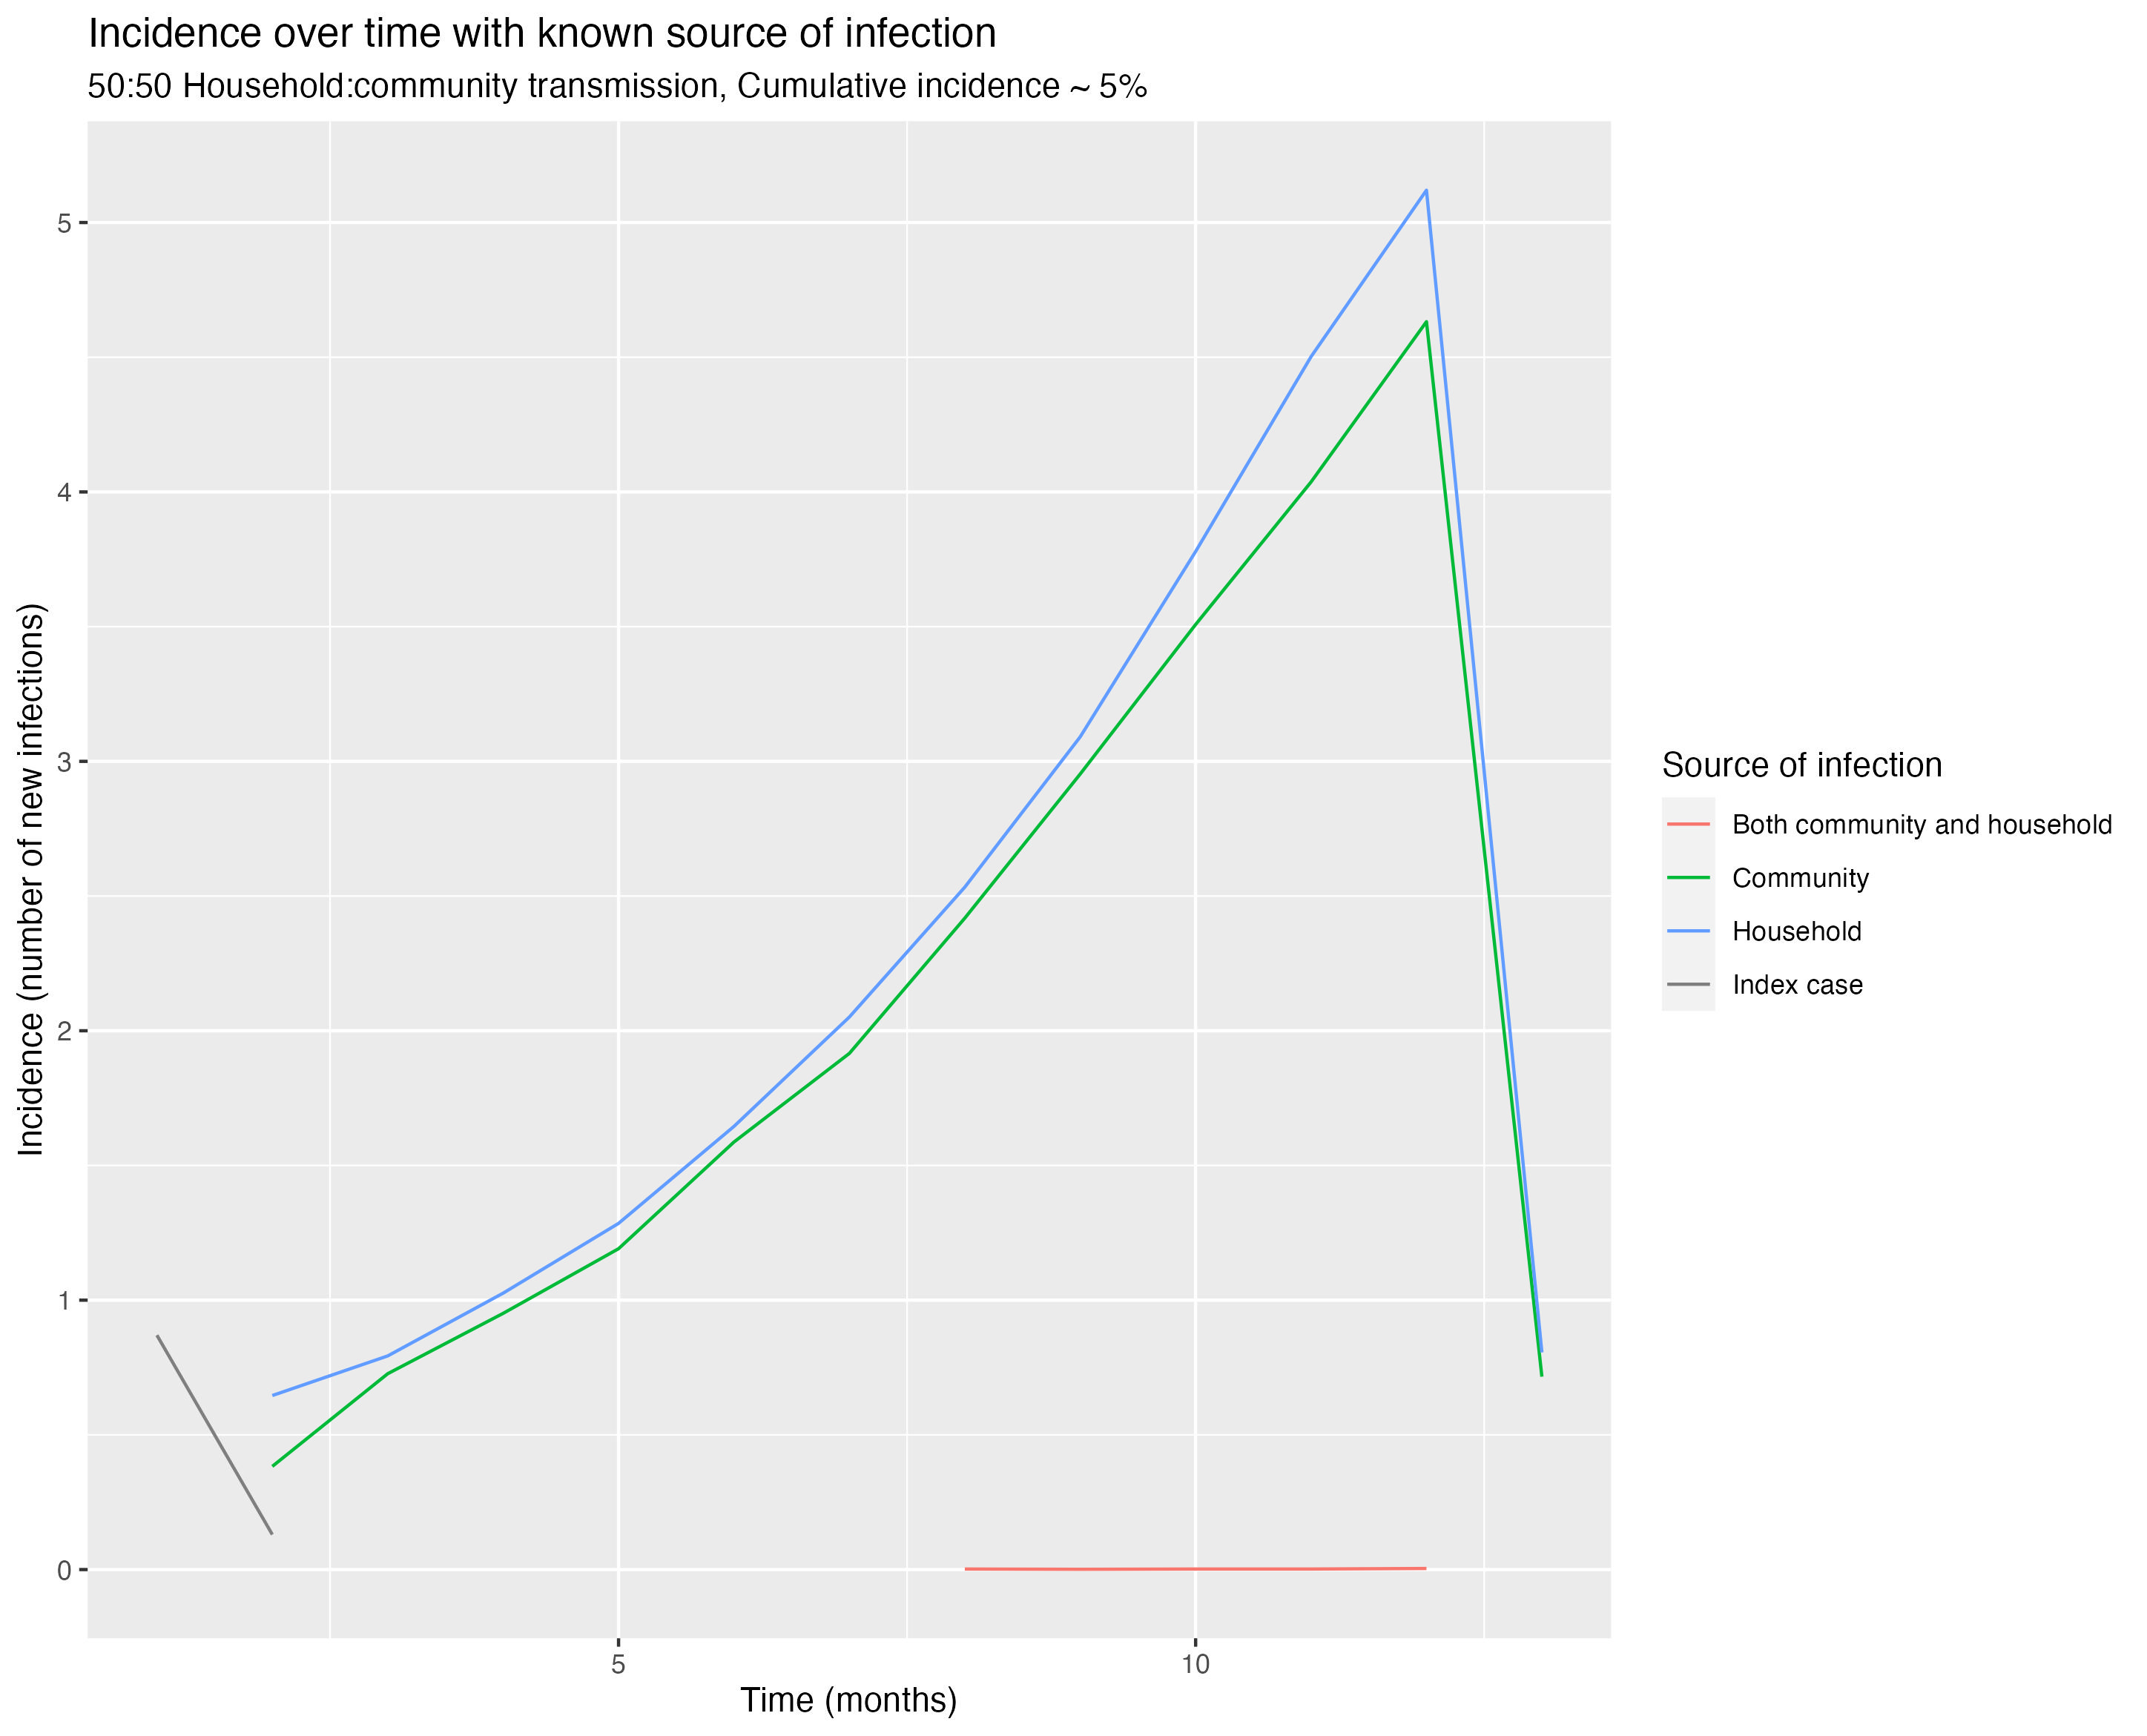 Incidence over time with known source of infection
50:50 Household:community transmission, Cumulative incidence ~ 5%
Incidence (number of new infections)
5
4
3
2
1
0
5
10
Time (months)
Source of infection
Both community and household
Community
Household
Index case